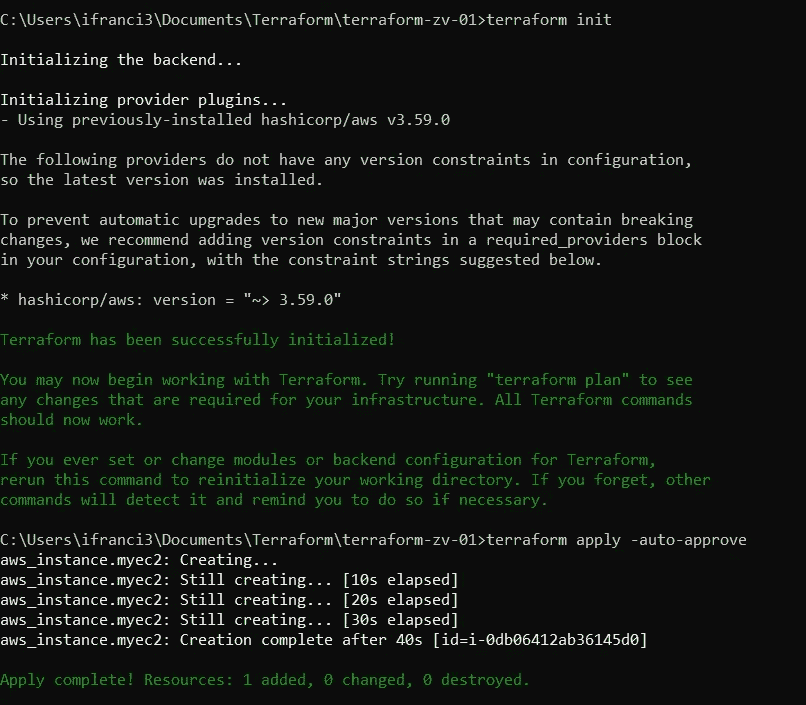 C:\Users\ifranci3\Documents\Terraform\terraform-zv-01>terraform init
Initializing the backend...
Initializing provider plugins...
- Using previously-installed hashicorp/aws v3.59.0
The following providers do not have any version constraints in configuration,
so the latest version was installed.
To prevent automatic upgrades to new major versions that may contain breaking
changes, we recommend adding version constraints in a required_providers block
in your configuration, with the constraint strings suggested below.
* hashicorp/aws: version = "~> 3.59.0"
Terraform has been successfully initialized!
You may now begin working with Terraform. Try running "terraform plan" to see
any changes that are required for your infrastructure. All Terraform commands
should now work.
If you ever set or change modules or backend configuration for Terraform,
rerun this command to reinitialize your working directory. If you forget, other
commands will detect it and remind you to do so if necessary.
C:\Users\ifranci3\Documents\Terraform\terraform-zv-01>terraform apply -auto-approve
aws_instance.myec2: Creating...
aws_instance.myec2: Still creating... [10s elapsed]
aws_instance.myec2: Still creating... [20s elapsed]
aws_instance.myec2: Still creating... [30s elapsed]
aws_instance.myec2: Creation complete after 40s [id=i-0db06412ab36145d0]
Apply complete! Resources: 1 added, 0 changed, 0 destroyed.